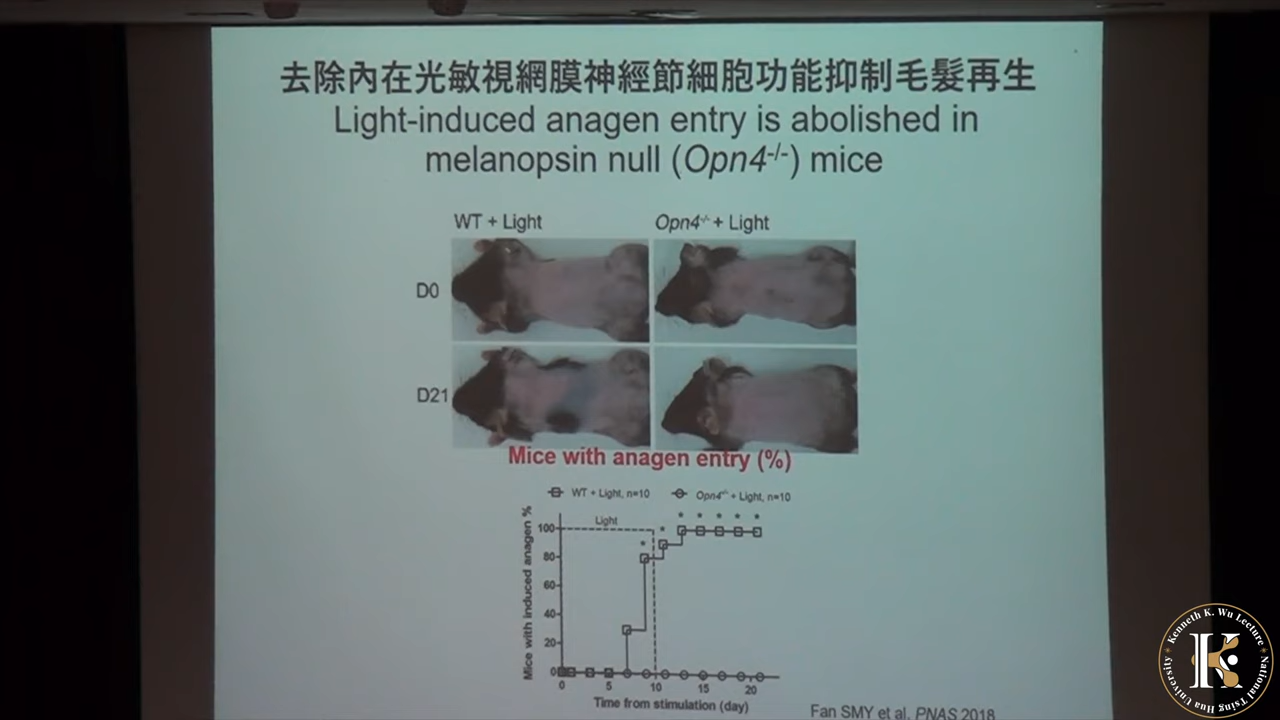 去除內在光敏視網膜神經節細胞功能抑制毛髮再生
Light-induced anagen entry is abolished in
melanopsin null (Opn4-/-) mice
WT + Light
Opn4-/- + Light
D0
D21
Mice with anagen entry (%)
WT + Light, n=10
Opn4-/- + Light, n=10
Mice with induced anagen %
Light
100
80
60
40
20
0
0 5 10 15 20
Time from stimulation (day)
Fan SMY et al. PNAS 2018
Kenneth K. Wu Lecture
National Tsing Hua University
K